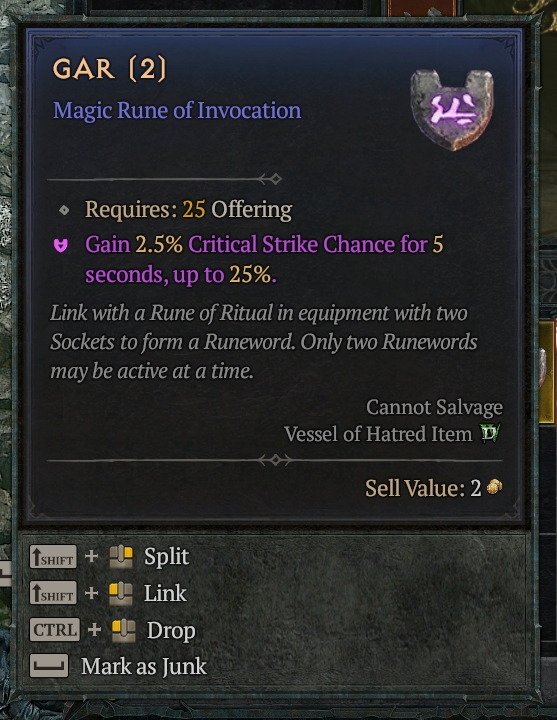 GAR (2)
Magic Rune of Invocation
Requires: 25 Offering
Gain 2.5% Critical Strike Chance for 5
seconds, up to 25%.
Link with a Rune of Ritual in equipment with two
Sockets to form a Runeword. Only two Runewords
may be active at a time.
Cannot Salvage
Vessel of Hatred Item
Sell Value: 2
SHIFT + Split
SHIFT + Link
CTRL + Drop
Mark as Junk